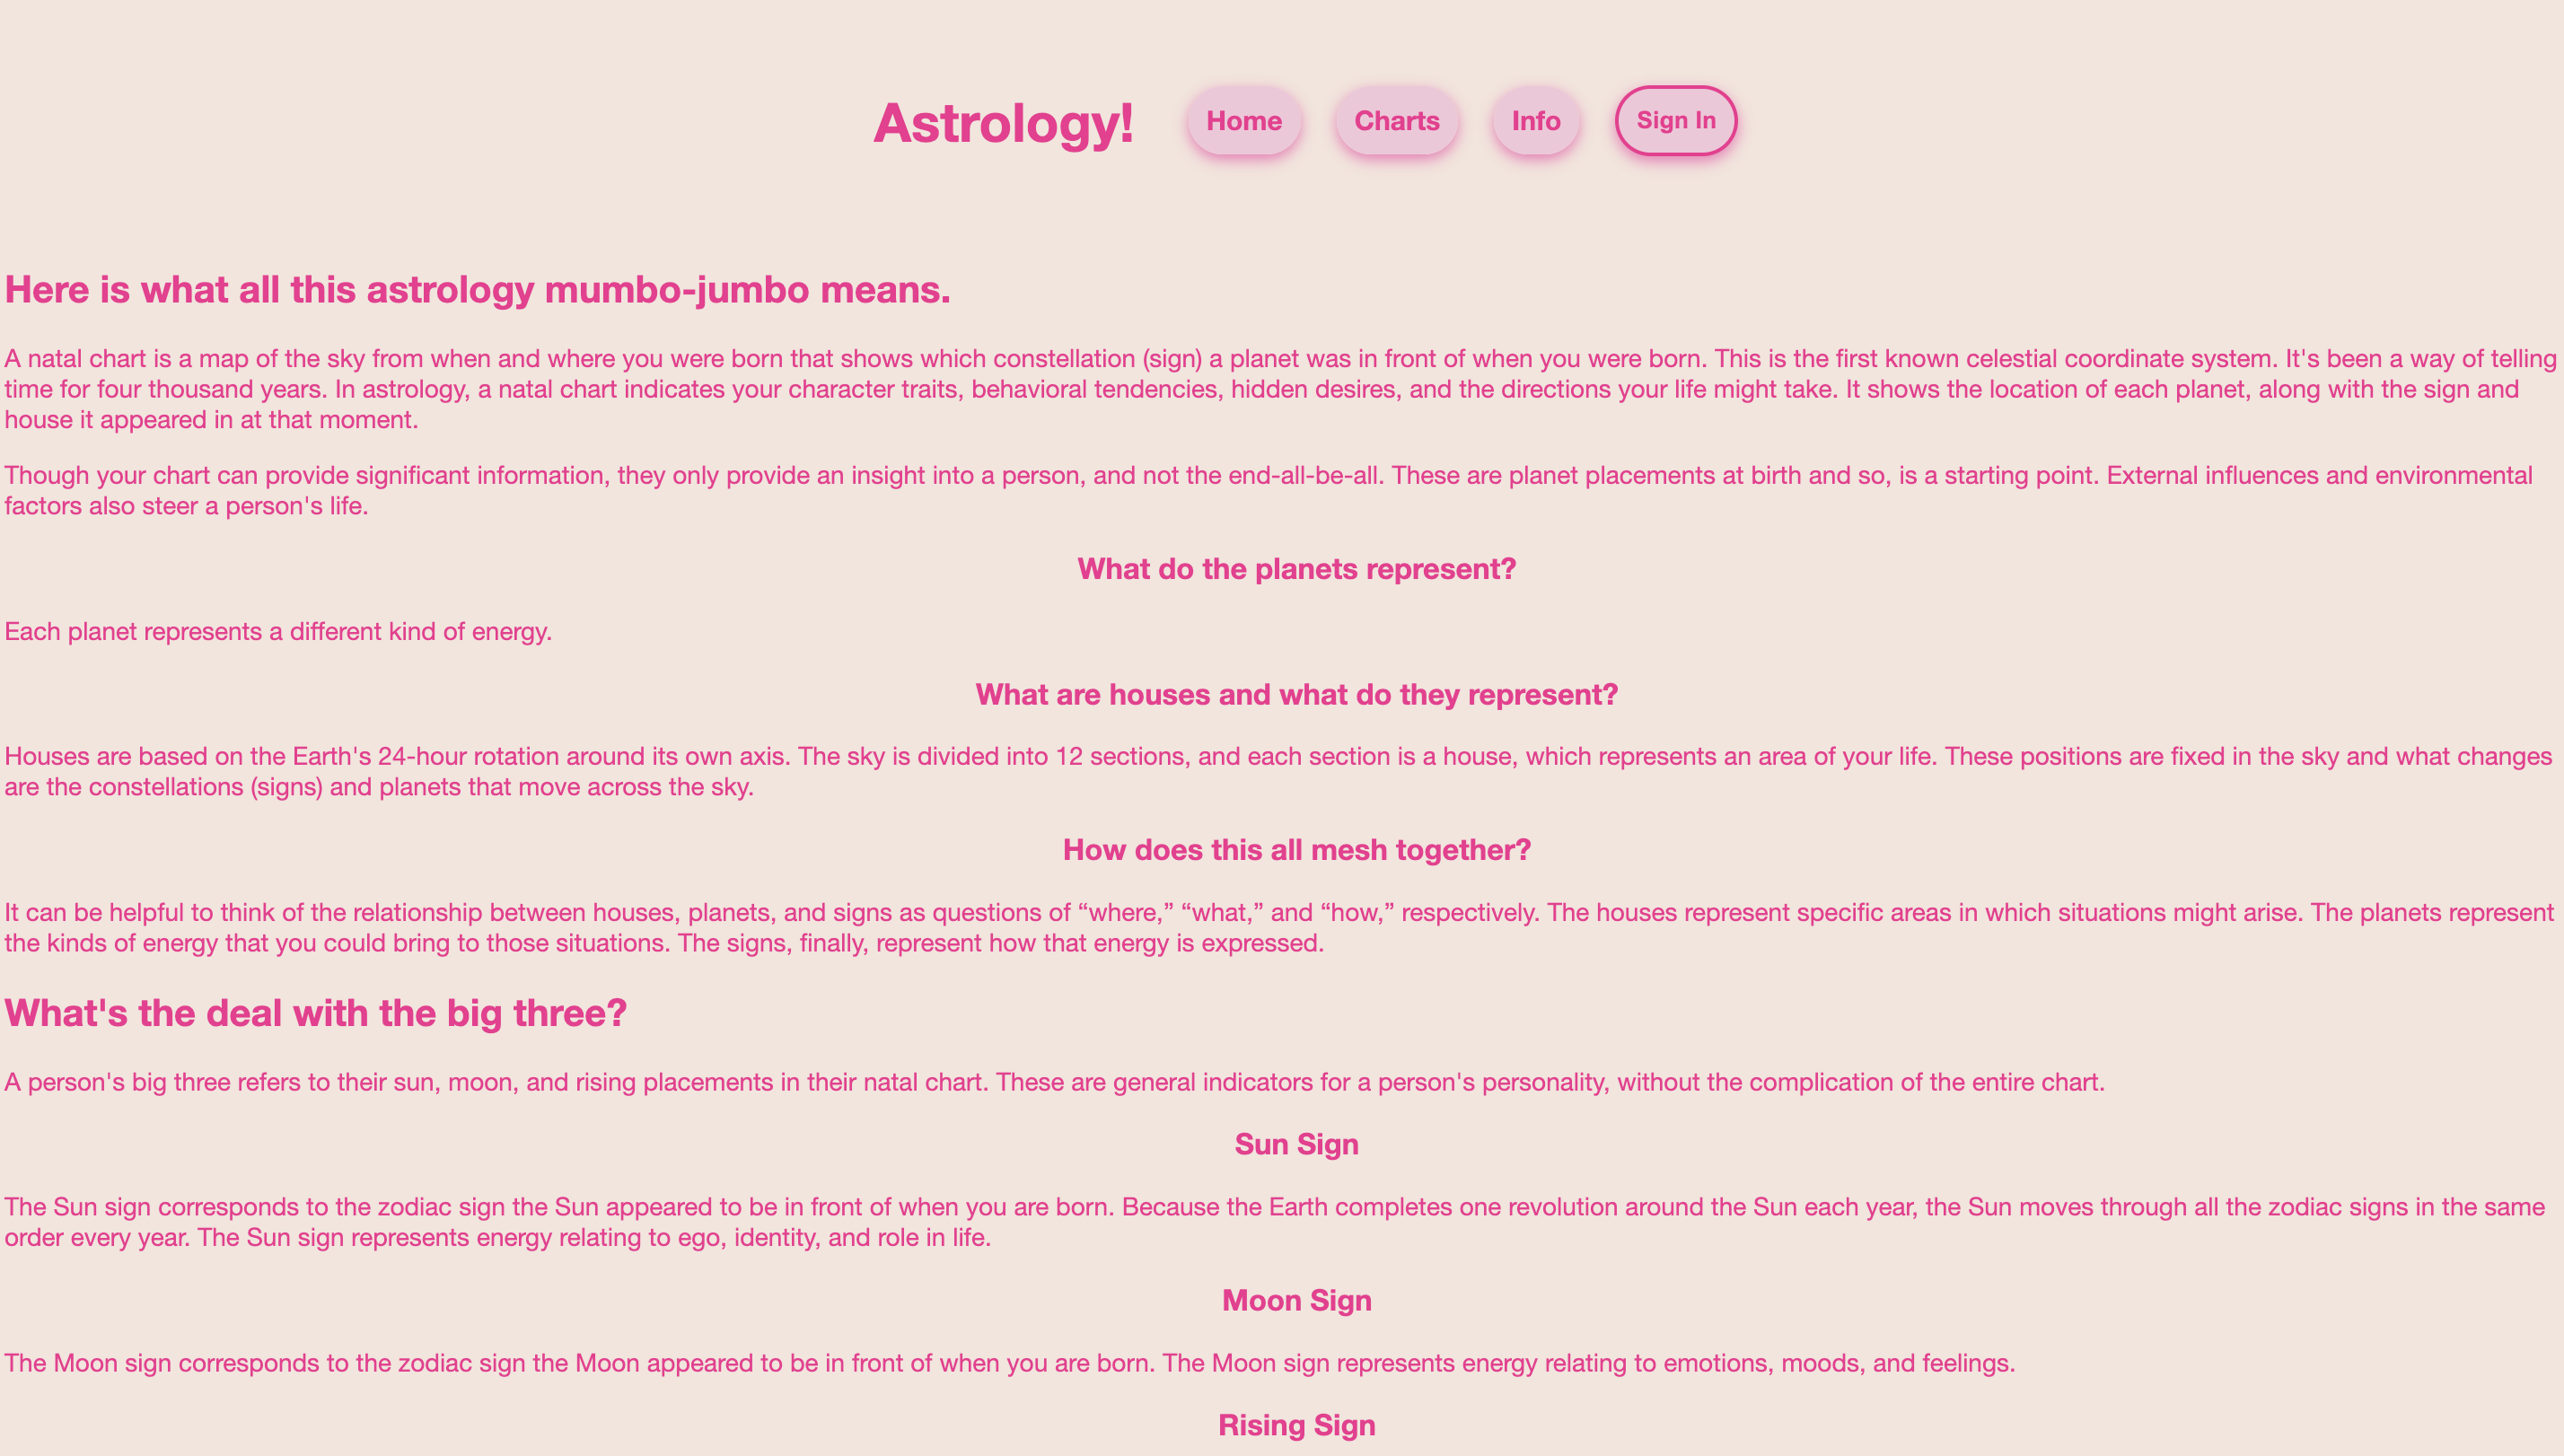 Astrology!
Home
Charts
Info
Sign In
Here is what all this astrology mumbo-jumbo means.
A natal chart is a map of the sky from when and where you were born that shows which constellation (sign) a planet was in front of when you were born. This is the first known celestial coordinate system. It's been a way of telling
time for four thousand years. In astrology, a natal chart indicates your character traits, behavioral tendencies, hidden desires, and the directions your life might take. It shows the location of each planet, along with the sign and
house it appeared in at that moment.
Though your chart can provide significant information, they only provide an insight into a person, and not the end-all-be-all. These are planet placements at birth and so, is a starting point. External influences and environmental
factors also steer a person's life.
What do the planets represent?
Each planet represents a different kind of energy.
What are houses and what do they represent?
Houses are based on the Earth's 24-hour rotation around its own axis. The sky is divided into 12 sections, and each section is a house, which represents an area of your life. These positions are fixed in the sky and what changes
are the constellations (signs) and planets that move across the sky.
How does this all mesh together?
It can be helpful to think of the relationship between houses, planets, and signs as questions of “where,” “what,” and “how,” respectively. The houses represent specific areas in which situations might arise. The planets represent
the kinds of energy that you could bring to those situations. The signs, finally, represent how that energy is expressed.
What's the deal with the big three?
A person's big three refers to their sun, moon, and rising placements in their natal chart. These are general indicators for a person's personality, without the complication of the entire chart.
Sun Sign
The Sun sign corresponds to the zodiac sign the Sun appeared to be in front of when you are born. Because the Earth completes one revolution around the Sun each year, the Sun moves through all the zodiac signs in the same
order every year. The Sun sign represents energy relating to ego, identity, and role in life.
Moon Sign
The Moon sign corresponds to the zodiac sign the Moon appeared to be in front of when you are born. The Moon sign represents energy relating to emotions, moods, and feelings.
Rising Sign